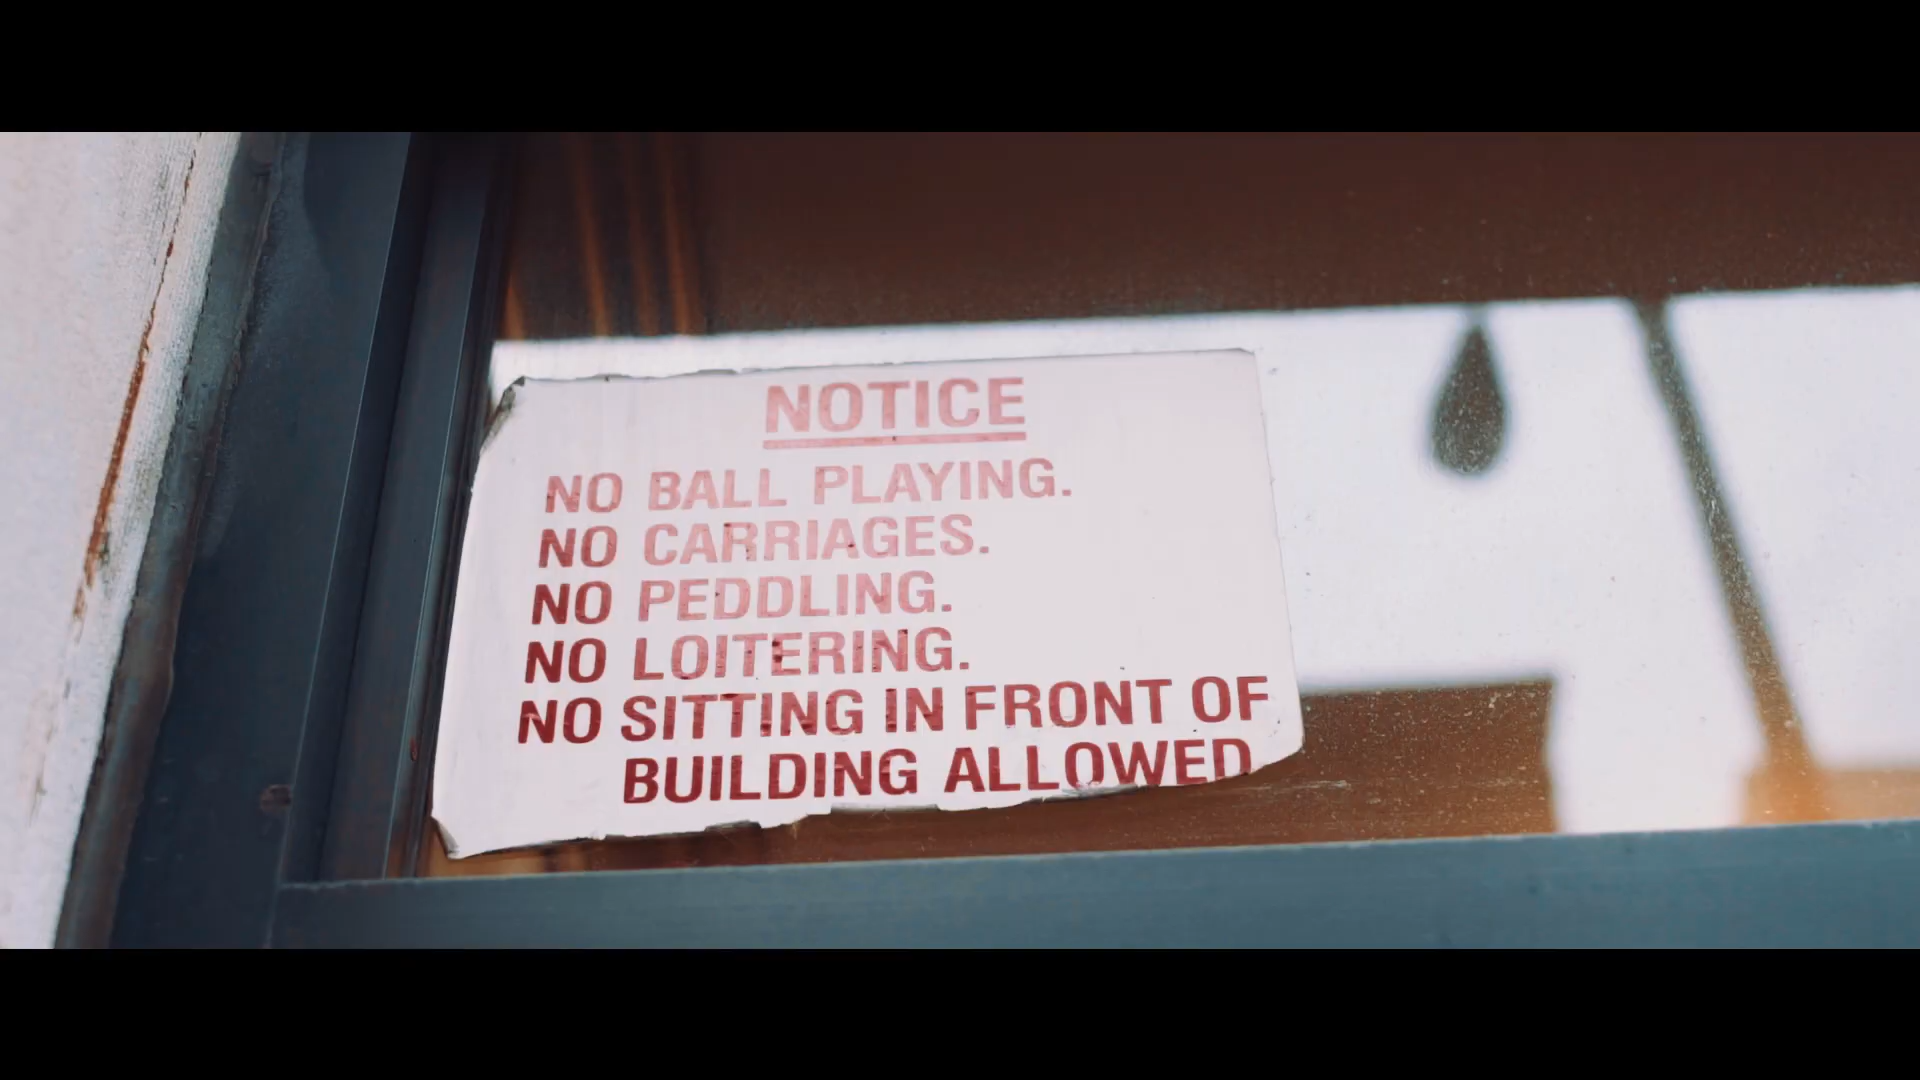 NOTICE
NO BALL PLAYING.
NO CARRIAGES.
NO PEDDLING.
NO LOITERING.
NO SITTING IN FRONT OF
BUILDING ALLOWED